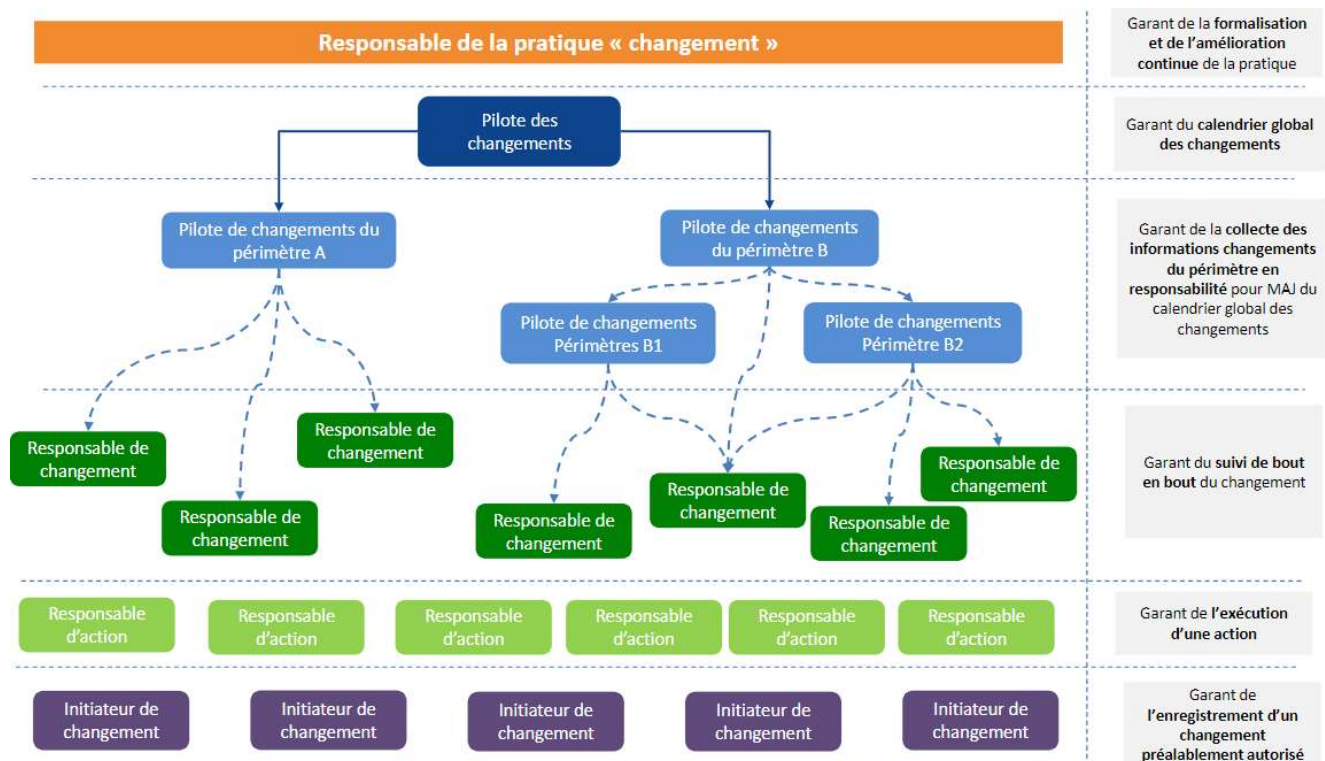 Responsable de la pratique « changement »
Garant de la formalisation
et de l'amélioration
continue de la pratique
Pilote des
changements
Garant du calendrier global
des changements
Pilote de changements du
périmètre A
Pilote de changements
du périmètre B
Pilote de changements
Périmètres B1
Pilote de changements
Périmètre B2
Garant de la collecte des
informations changements
du périmètre en
responsabilité pour MAJ du
calendrier global des
changements
Responsable de
changement
Responsable de
changement
Responsable de
changement
Responsable de
changement
Responsable de
changement
Responsable de
changement
Responsable de
changement
Garant du suivi de bout
en bout du changement
Responsable
d'action
Responsable
d'action
Responsable
d'action
Responsable
d'action
Responsable
d'action
Responsable
d'action
Garant de l'exécution
d'une action
Initiateur de
changement
Initiateur de
changement
Initiateur de
changement
Initiateur de
changement
Initiateur de
changement
Garant de
l'enregistrement d'un
changement
préalablement autorisé